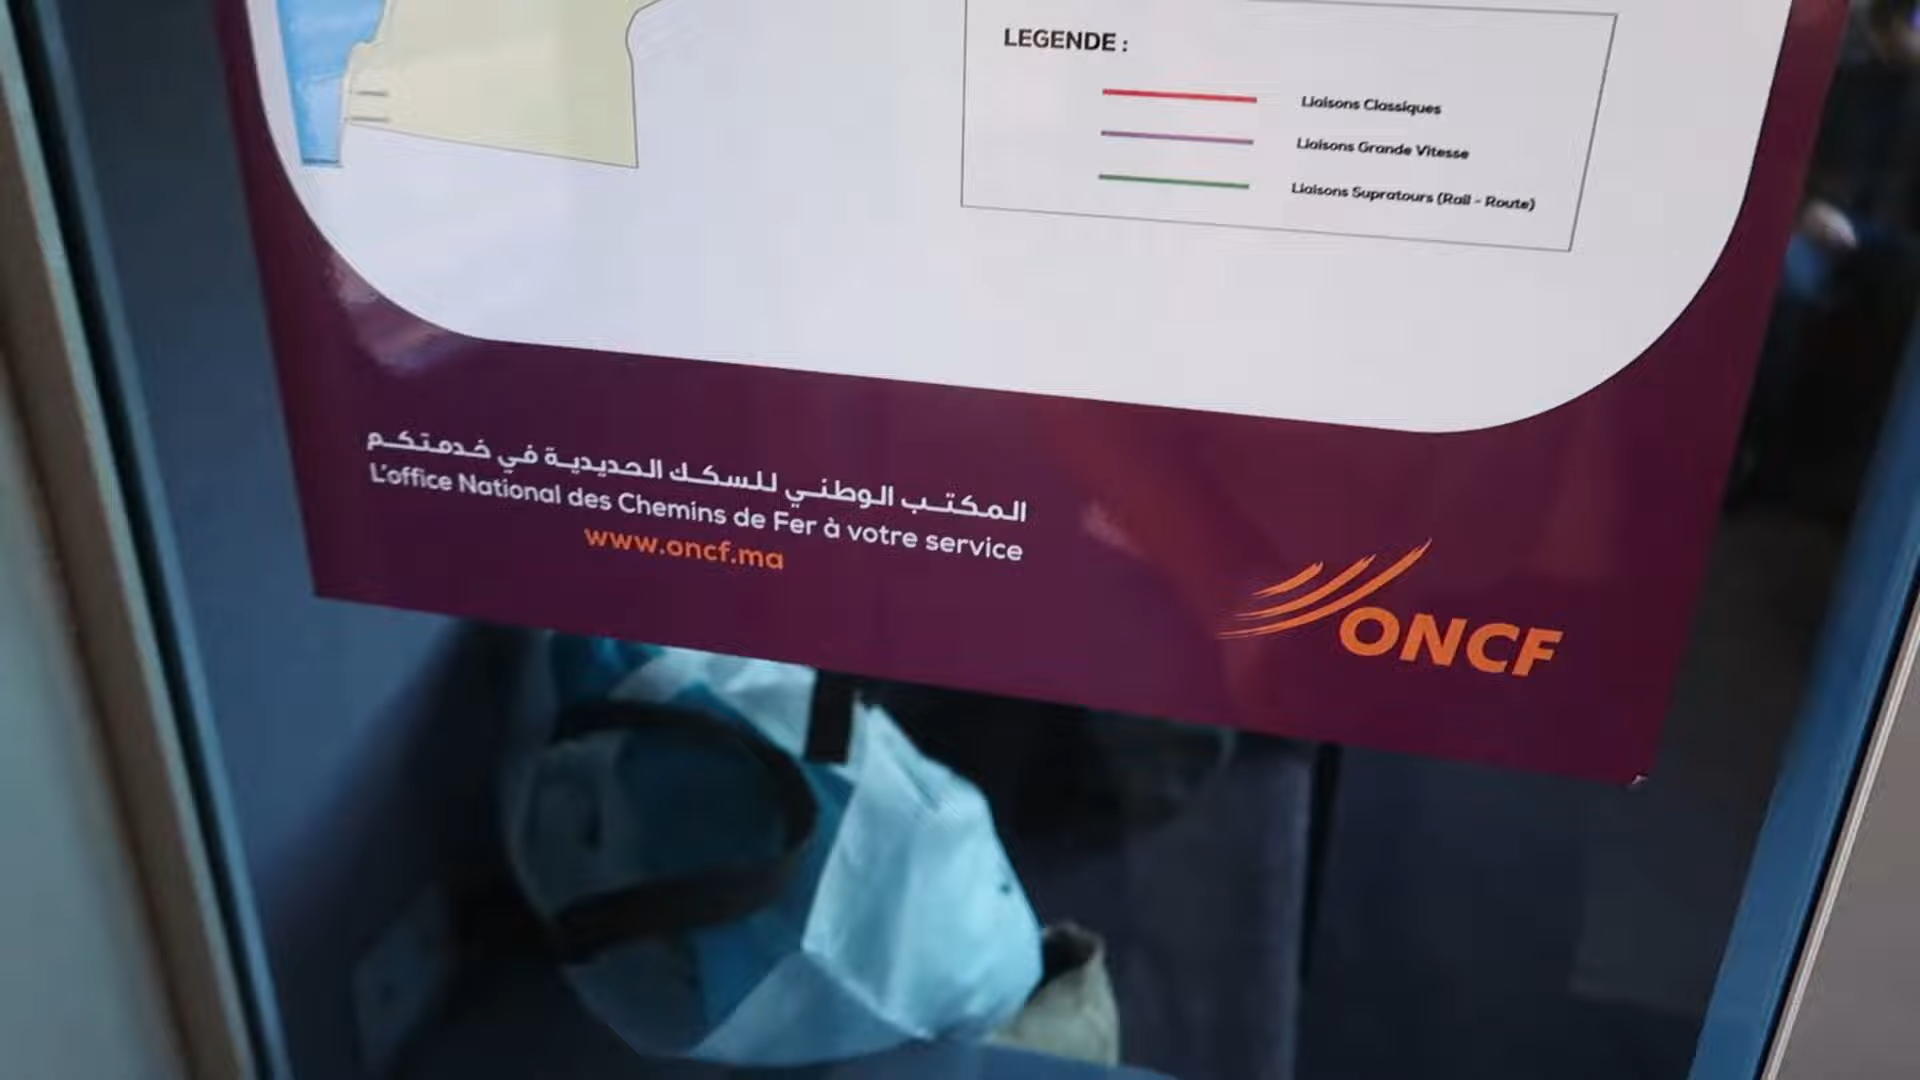 LEGENDE :
Liaisons Classiques
Liaisons Grande Vitesse
Liaisons Supratours (Rail - Route)
المكتب الوطني للسكك الحديدية في خدمتكم
L'office National des Chemins de Fer à votre service
www.oncf.ma
ONCF